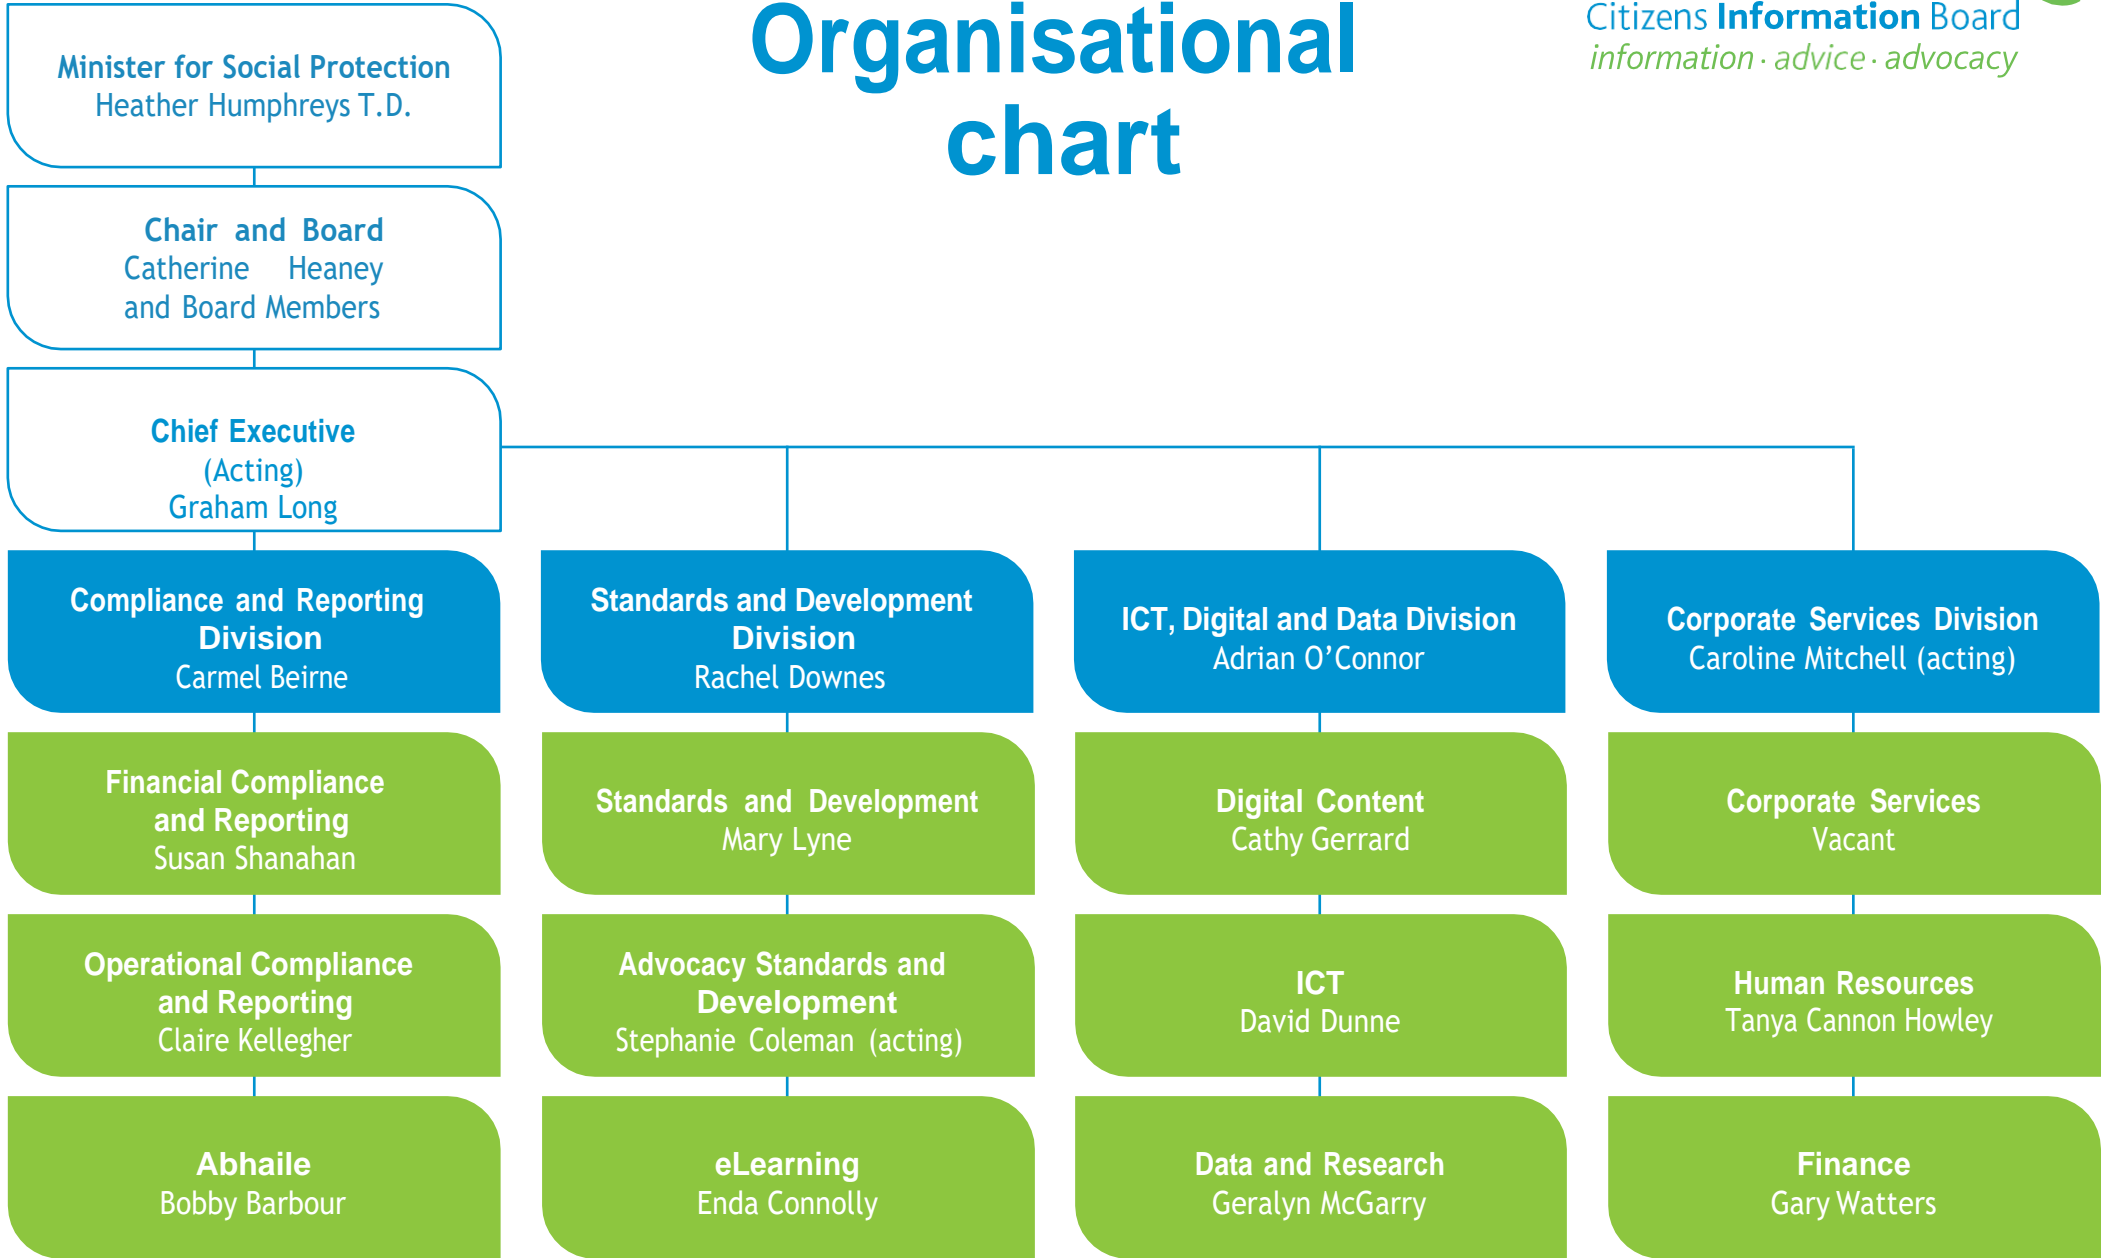 Organisational
chart
Citizens Information Board
information · advice · advocacy
Minister for Social Protection
Heather Humphreys T.D.
Chair and Board
Catherine Heaney
and Board Members
Chief Executive
(Acting)
Graham Long
Compliance and Reporting
Division
Carmel Beirne
Standards and Development
Division
Rachel Downes
ICT, Digital and Data Division
Adrian O’Connor
Corporate Services Division
Caroline Mitchell (acting)
Financial Compliance
and Reporting
Susan Shanahan
Standards and Development
Mary Lyne
Digital Content
Cathy Gerrard
Corporate Services
Vacant
Operational Compliance
and Reporting
Claire Kellegher
Advocacy Standards and
Development
Stephanie Coleman (acting)
ICT
David Dunne
Human Resources
Tanya Cannon Howley
Abhaile
Bobby Barbour
eLearning
Enda Connolly
Data and Research
Geralyn McGarry
Finance
Gary Watters